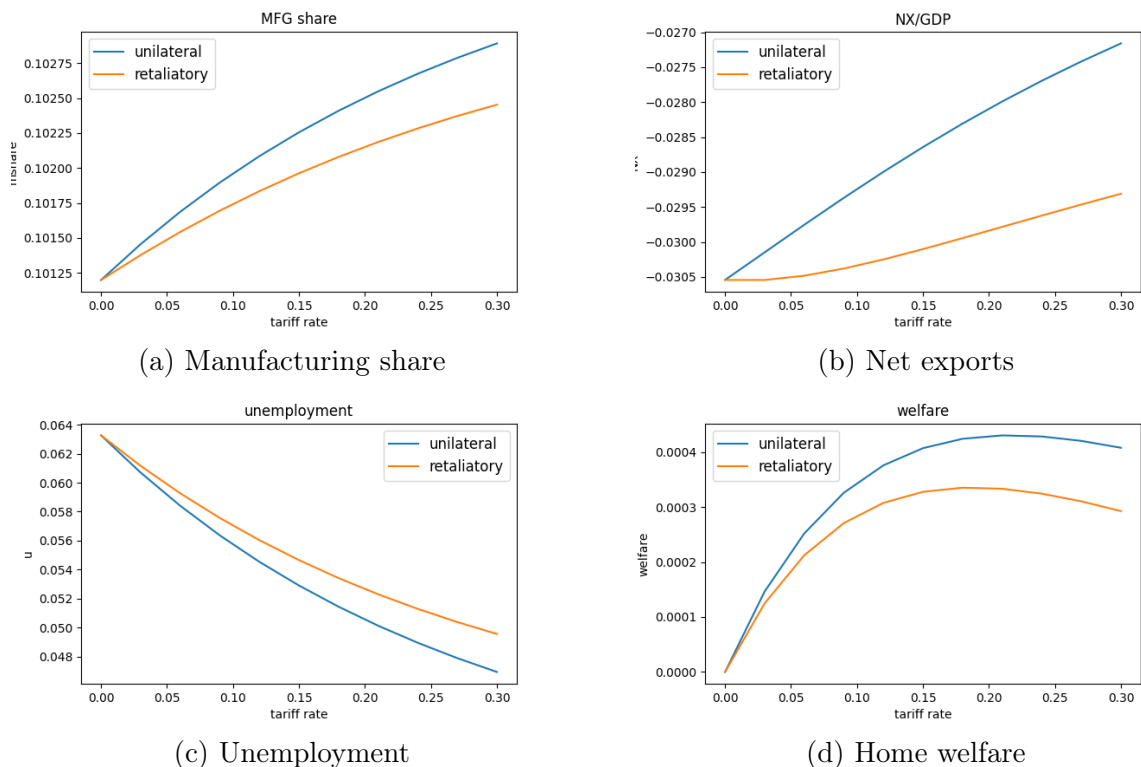 MFG share
unilateral
retaliatory
0.10275
0.10250
0.10225
0.10200
0.10175
0.10150
0.10125
0.00 0.05 0.10 0.15 0.20 0.25 0.30
tariff rate
(a) Manufacturing share
NX/GDP
unilateral
retaliatory
−0.0270
−0.0275
−0.0280
−0.0285
−0.0290
−0.0295
−0.0300
−0.0305
0.00 0.05 0.10 0.15 0.20 0.25 0.30
tariff rate
(b) Net exports
unemployment
unilateral
retaliatory
0.064
0.062
0.060
0.058
0.056
0.054
0.052
0.050
0.048
u
0.00 0.05 0.10 0.15 0.20 0.25 0.30
tariff rate
(c) Unemployment
welfare
unilateral
retaliatory
0.0004
0.0003
0.0002
0.0001
0.0000
welfare
0.00 0.05 0.10 0.15 0.20 0.25 0.30
tariff rate
(d) Home welfare